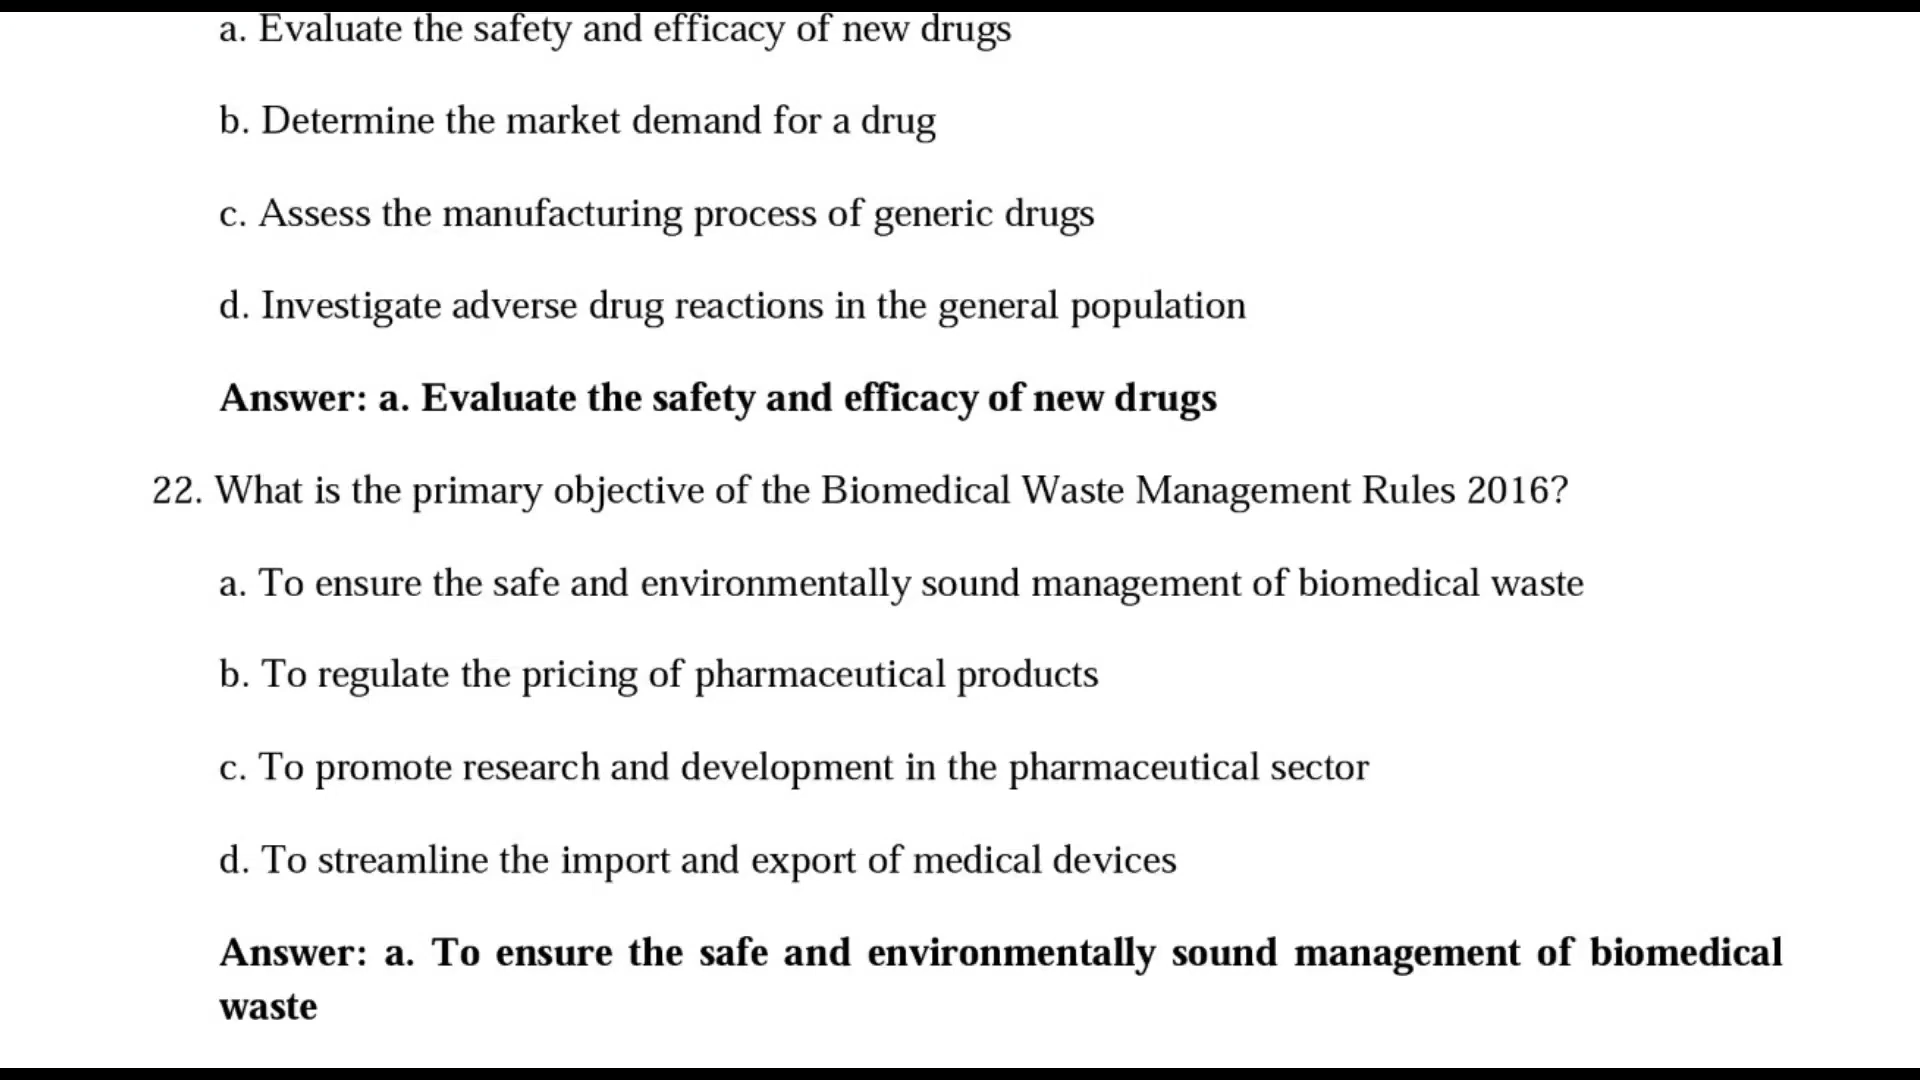 a. Evaluate the safety and efficacy of new drugs
b. Determine the market demand for a drug
c. Assess the manufacturing process of generic drugs
d. Investigate adverse drug reactions in the general population
Answer: a. Evaluate the safety and efficacy of new drugs
22. What is the primary objective of the Biomedical Waste Management Rules 2016?
a. To ensure the safe and environmentally sound management of biomedical waste
b. To regulate the pricing of pharmaceutical products
c. To promote research and development in the pharmaceutical sector
d. To streamline the import and export of medical devices
Answer: a. To ensure the safe and environmentally sound management of biomedical
waste